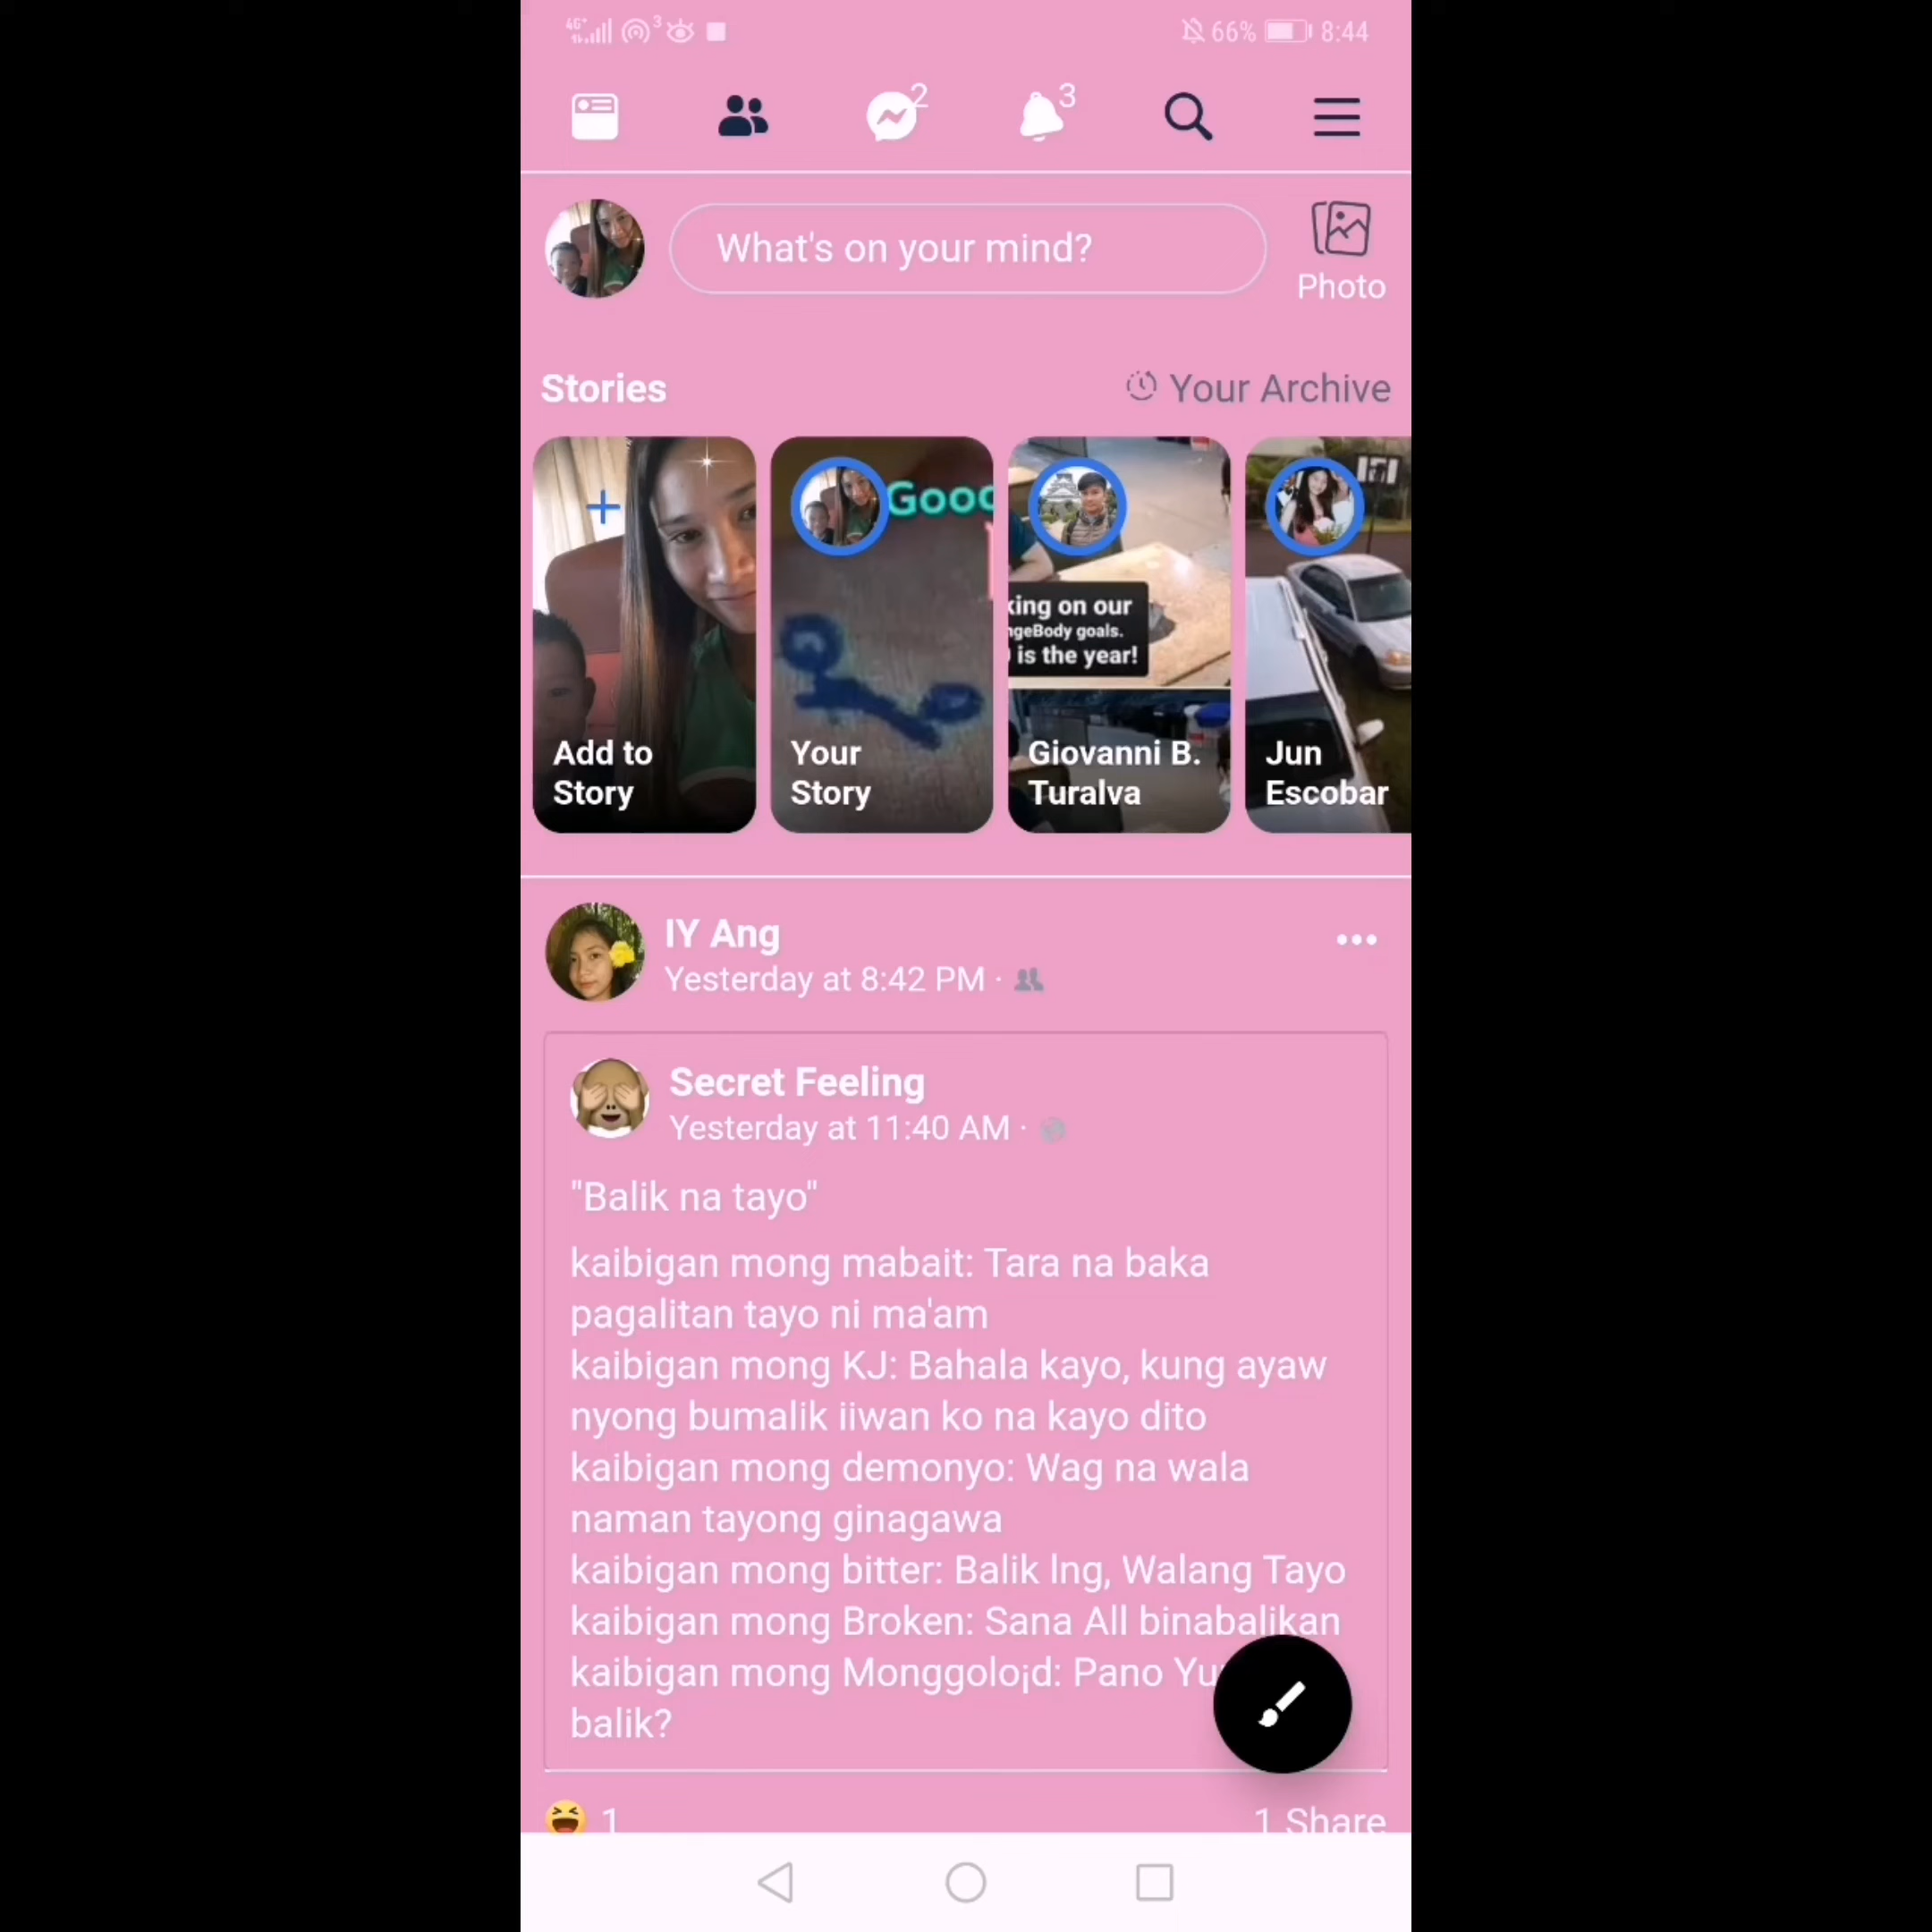 4G+ 3 66% 8:44
2 3
What's on your mind?
Photo
Stories Your Archive
Good
king on our
ngeBody goals.
is the year!
Add to
Story
Your
Story
Giovanni B.
Turalva
Jun
Escobar
IY Ang
Yesterday at 8:42 PM ·
Secret Feeling
Yesterday at 11:40 AM ·
"Balik na tayo"
kaibigan mong mabait: Tara na baka
pagalitan tayo ni ma'am
kaibigan mong KJ: Bahala kayo, kung ayaw
nyong bumalik iiwan ko na kayo dito
kaibigan mong demonyo: Wag na wala
naman tayong ginagawa
kaibigan mong bitter: Balik lng, Walang Tayo
kaibigan mong Broken: Sana All binabalikan
kaibigan mong Monggolo¡d: Pano Yu
balik?
1 1 Share